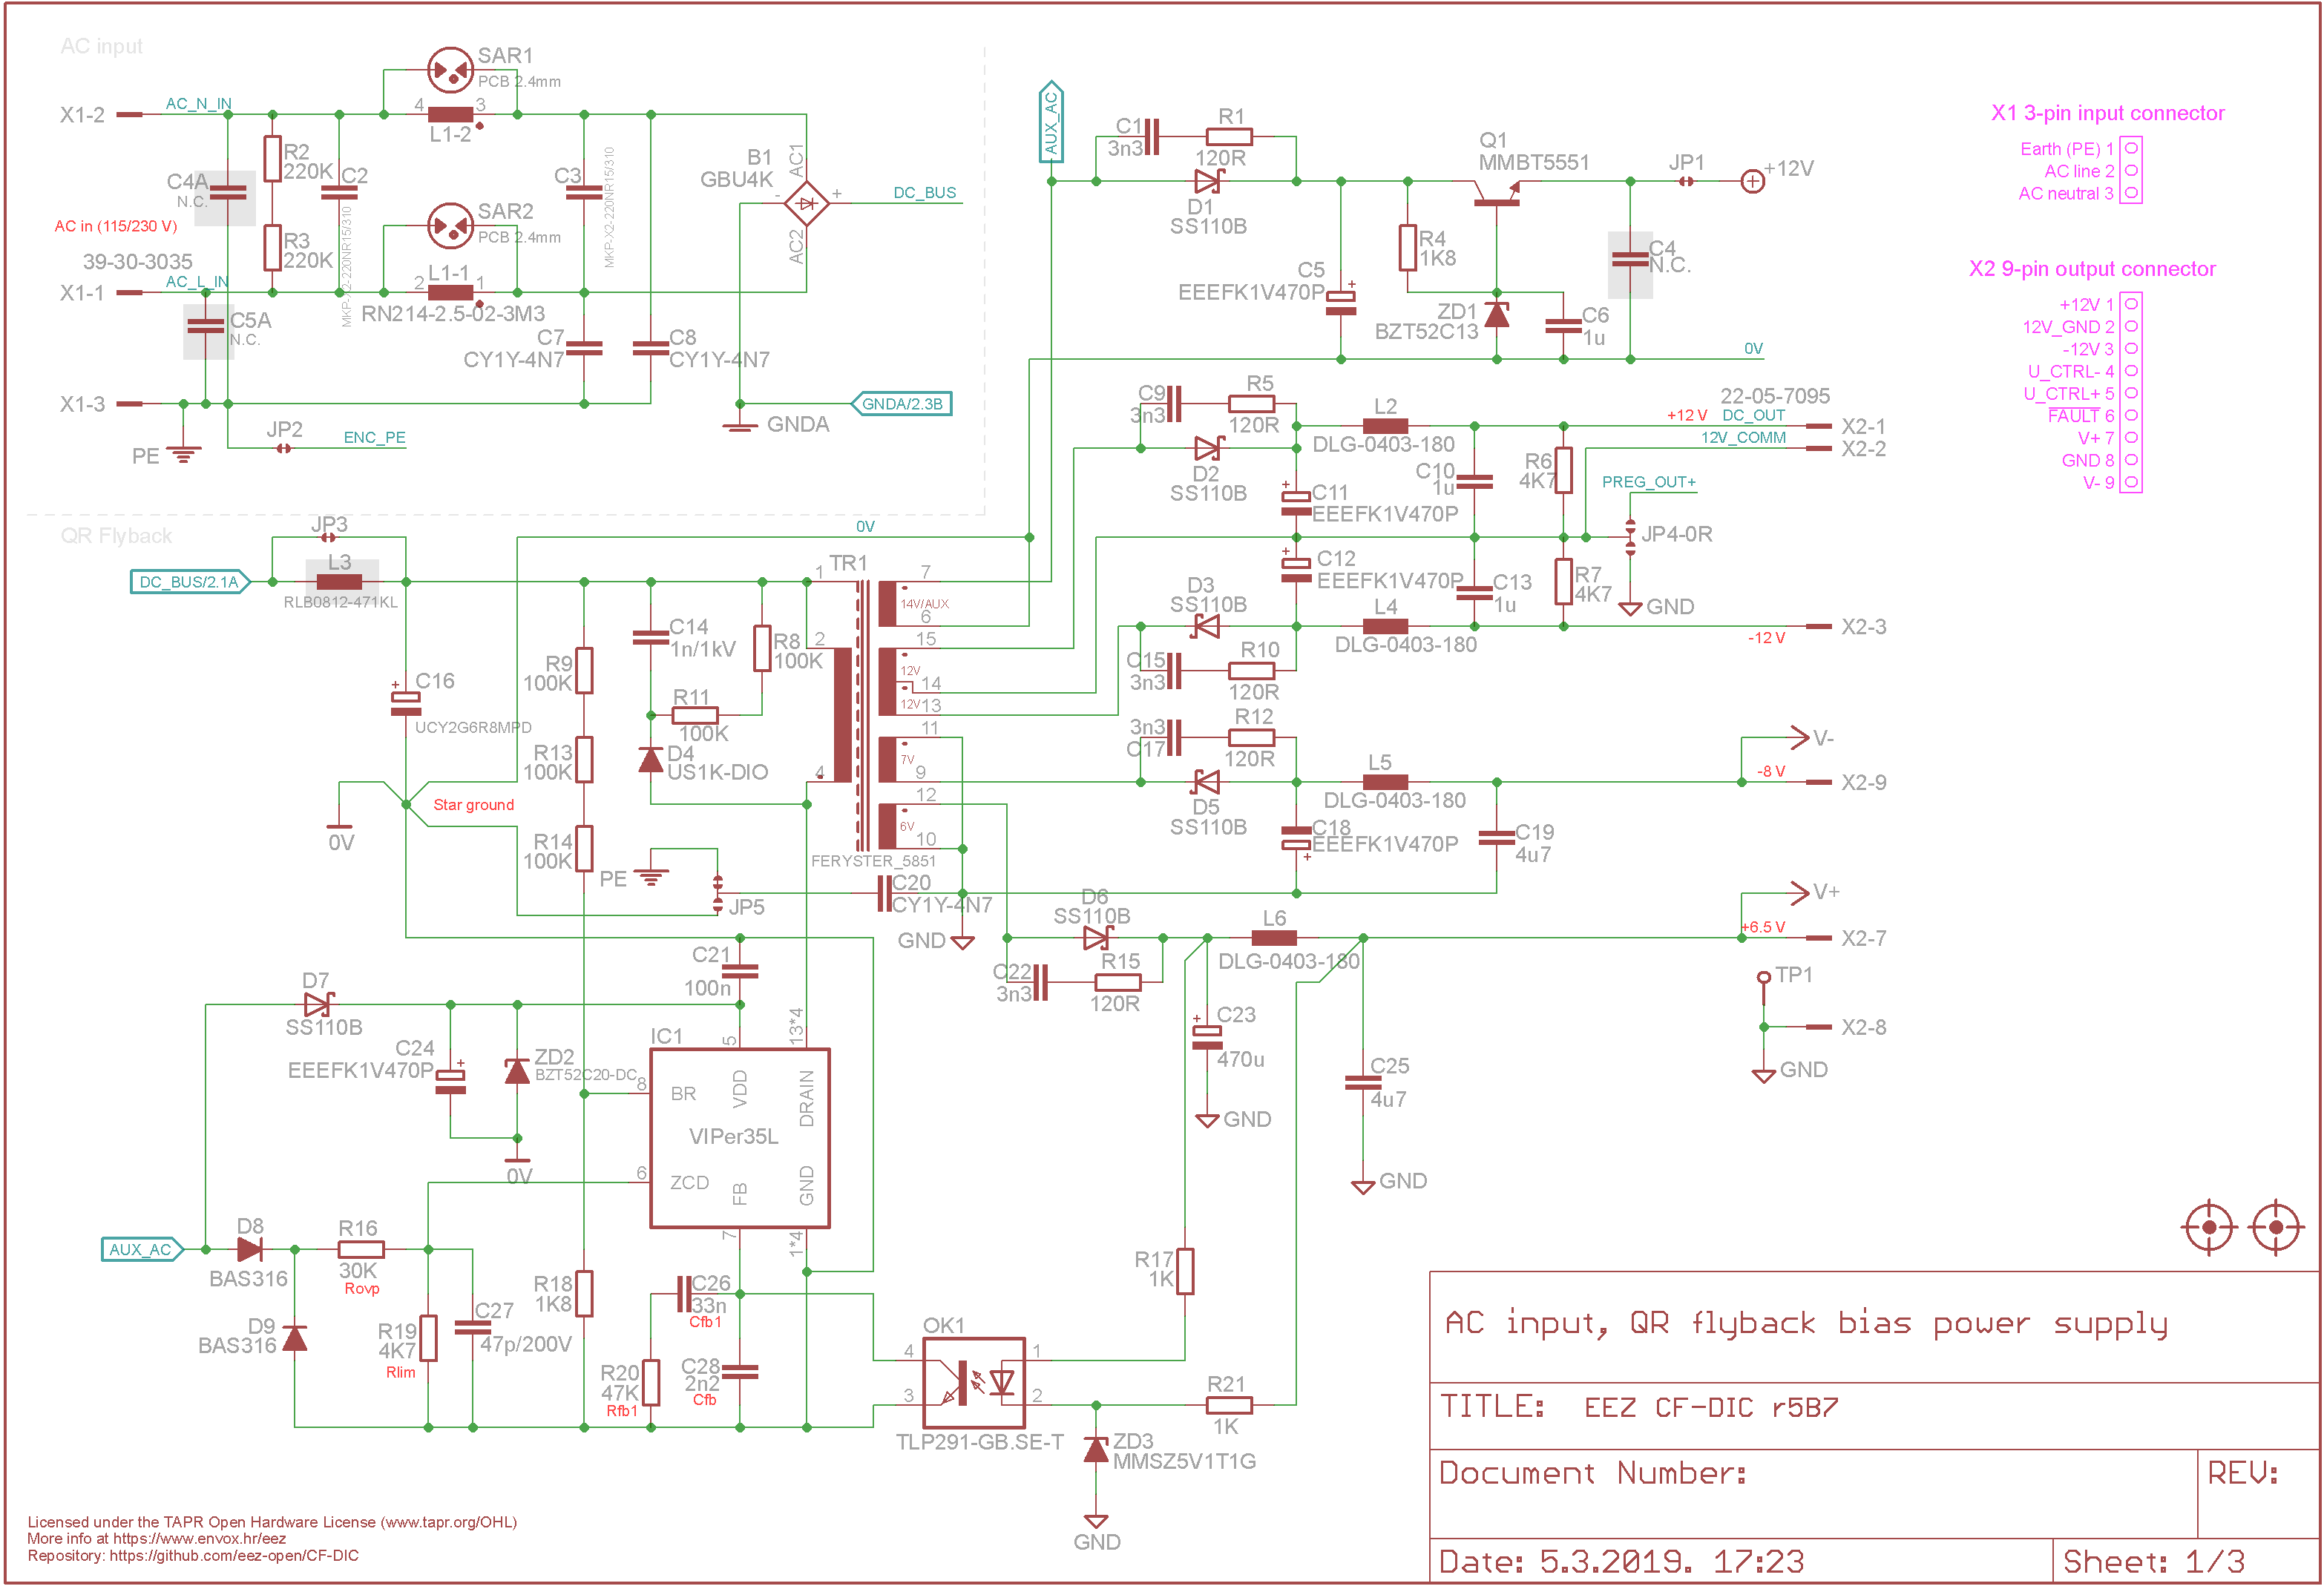 AC input
SAR1
PCB 2.4mm
X1-2
AC_N_IN
4
3
L1-2
R2
220K
C2
MKP-X2-220NR15/310
C4A
N.C.
SAR2
PCB 2.4mm
AC in (115/230 V)
R3
220K
39-30-3035
AC_L_IN
X1-1
2
L1-1
1
RN214-2.5-02-3M3
C5A
N.C.
C3
MKP-X2-220NR15/310
B1
GBU4K
AC1
AC2
-
+
DC_BUS
C7
CY1Y-4N7
C8
CY1Y-4N7
X1-3
GNDA/2.3B
GNDA
PE
JP2
ENC_PE
AUX_AC
C1
3n3
R1
120R
D1
SS110B
Q1
MMBT5551
JP1
+12V
R4
1K8
C5
EEEFK1V470P
+
ZD1
BZT52C13
C6
1u
C4
N.C.
0V
X1 3-pin input connector
Earth (PE) 1
AC line 2
AC neutral 3
X2 9-pin output connector
+12V 1
12V_GND 2
-12V 3
U_CTRL- 4
U_CTRL+ 5
FAULT 6
V+ 7
GND 8
V- 9
C9
3n3
R5
120R
D2
SS110B
L2
DLG-0403-180
22-05-7095
+12 V
DC_OUT
X2-1
12V_COMM
X2-2
C10
1u
R6
4K7
PREG_OUT+
+
C11
EEEFK1V470P
JP4-0R
+
C12
EEEFK1V470P
C13
1u
R7
4K7
GND
D3
SS110B
L4
DLG-0403-180
-12 V
X2-3
C15
3n3
R10
120R
QR Flyback
JP3
0V
DC_BUS/2.1A
L3
RLB0812-471KL
TR1
1
2
4
7
14V/AUX
6
15
12V
14
12V
13
11
7V
9
12
6V
10
FERYSTER_5851
C14
1n/1kV
R8
100K
R9
100K
R11
100K
+
C16
UCY2G6R8MPD
R13
100K
D4
US1K-DIO
Star ground
0V
R14
100K
PE
JP5
C20
CY1Y-4N7
GND
3n3
C17
R12
120R
D5
SS110B
L5
DLG-0403-180
V-
-8 V
X2-9
C18
EEEFK1V470P
+
C19
4u7
D6
SS110B
L6
DLG-0403-180
V+
+6.5 V
X2-7
C22
3n3
R15
120R
TP1
X2-8
GND
+
C23
470u
GND
C25
4u7
GND
C21
100n
D7
SS110B
C24
EEEFK1V470P
+
ZD2
BZT52C20-DC
0V
IC1
5
13*4
8
BR
VDD
DRAIN
VIPer35L
6
ZCD
FB
GND
7
1*4
AUX_AC
D8
BAS316
R16
30K
Rovp
D9
BAS316
R19
4K7
Rlim
C27
47p/200V
R18
1K8
C26
33n
Cfb1
R20
47K
Rfb1
C28
2n2
Cfb
OK1
4
3
1
2
TLP291-GB.SE-T
R17
1K
R21
1K
ZD3
MMSZ5V1T1G
GND
AC input, QR flyback bias power supply
TITLE: EEZ CF-DIC r5B7
Document Number:
REV:
Date: 5.3.2019. 17:23
Sheet: 1/3
Licensed under the TAPR Open Hardware License (www.tapr.org/OHL)
More info at https://www.envox.hr/eez
Repository: https://github.com/eez-open/CF-DIC